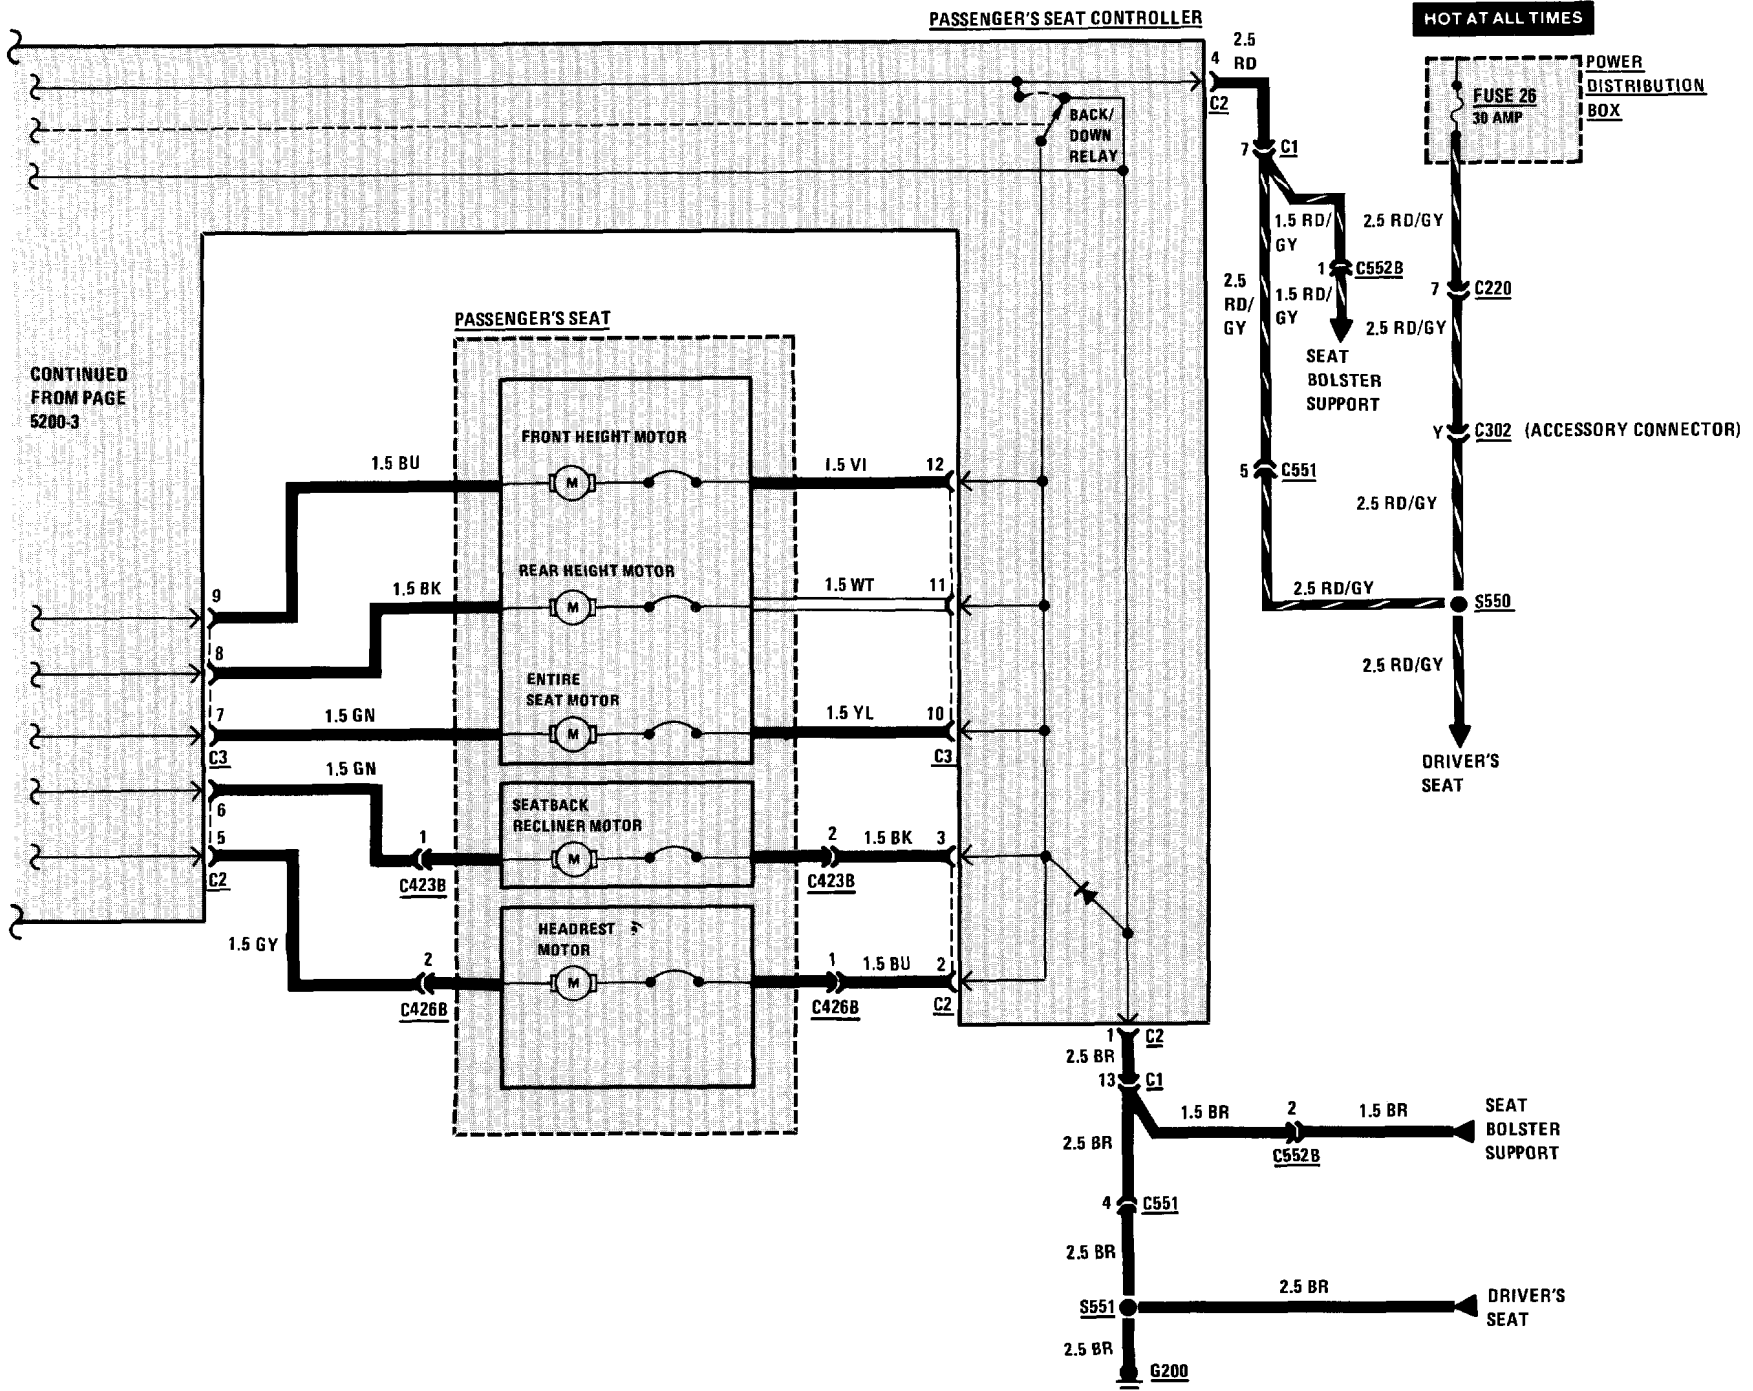 PASSENGER'S SEAT CONTROLLER
HOT AT ALL TIMES
2.5
RD
4
C2
POWER
DISTRIBUTION
BOX
FUSE 26
30 AMP
BACK/
DOWN
RELAY
7 C1
1.5 RD/
GY
2.5 RD/GY
1 C552B
2.5
RD/
GY
1.5 RD/
GY
7 C220
2.5 RD/GY
SEAT
BOLSTER
SUPPORT
PASSENGER'S SEAT
CONTINUED
FROM PAGE
5200-3
Y C302 (ACCESSORY CONNECTOR)
FRONT HEIGHT MOTOR
1.5 BU
M
1.5 VI
12
5 C551
2.5 RD/GY
REAR HEIGHT MOTOR
1.5 BK
M
1.5 WT
11
9
2.5 RD/GY
S550
8
2.5 RD/GY
ENTIRE
SEAT MOTOR
7
1.5 GN
M
1.5 YL
10
C3
C3
DRIVER'S
SEAT
1.5 GN
6
SEATBACK
RECLINER MOTOR
5
1
M
2
1.5 BK
3
C2
C423B
C423B
HEADREST
MOTOR
1.5 GY
2
M
1
1.5 BU
2
C426B
C426B
C2
1 C2
2.5 BR
13 C1
1.5 BR
2
1.5 BR
SEAT
BOLSTER
SUPPORT
2.5 BR
C552B
4 C551
2.5 BR
2.5 BR
S551
DRIVER'S
SEAT
2.5 BR
G200